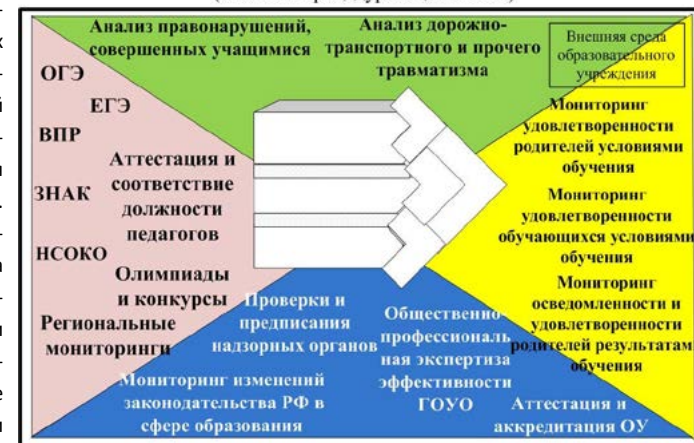 Анализ правонарушений,
совершенных учащимися
Анализ дорожно-
транспортного и прочего
травматизма
Внешняя среда
образовательного
учреждения
ОГЭ
ЕГЭ
ВПР
ЗНАК
НСОКО
Аттестация и
соответствие
должности
педагогов
Олимпиады
и конкурсы
Региональные
мониторинги
Мониторинг
удовлетворенности
родителей условиями
обучения
Мониторинг
удовлетворенности
обучающихся условиями
обучения
Мониторинг
осведомленности и
удовлетворенности
родителей результатам
обучения
Проверки и
предписания
надзорных органов
Общественно-
профессиональ
ная экспертиза
эффективности
ГОУО
Мониторинг изменений
законодательства РФ в
сфере образования
Аттестация и
аккредитация ОУ